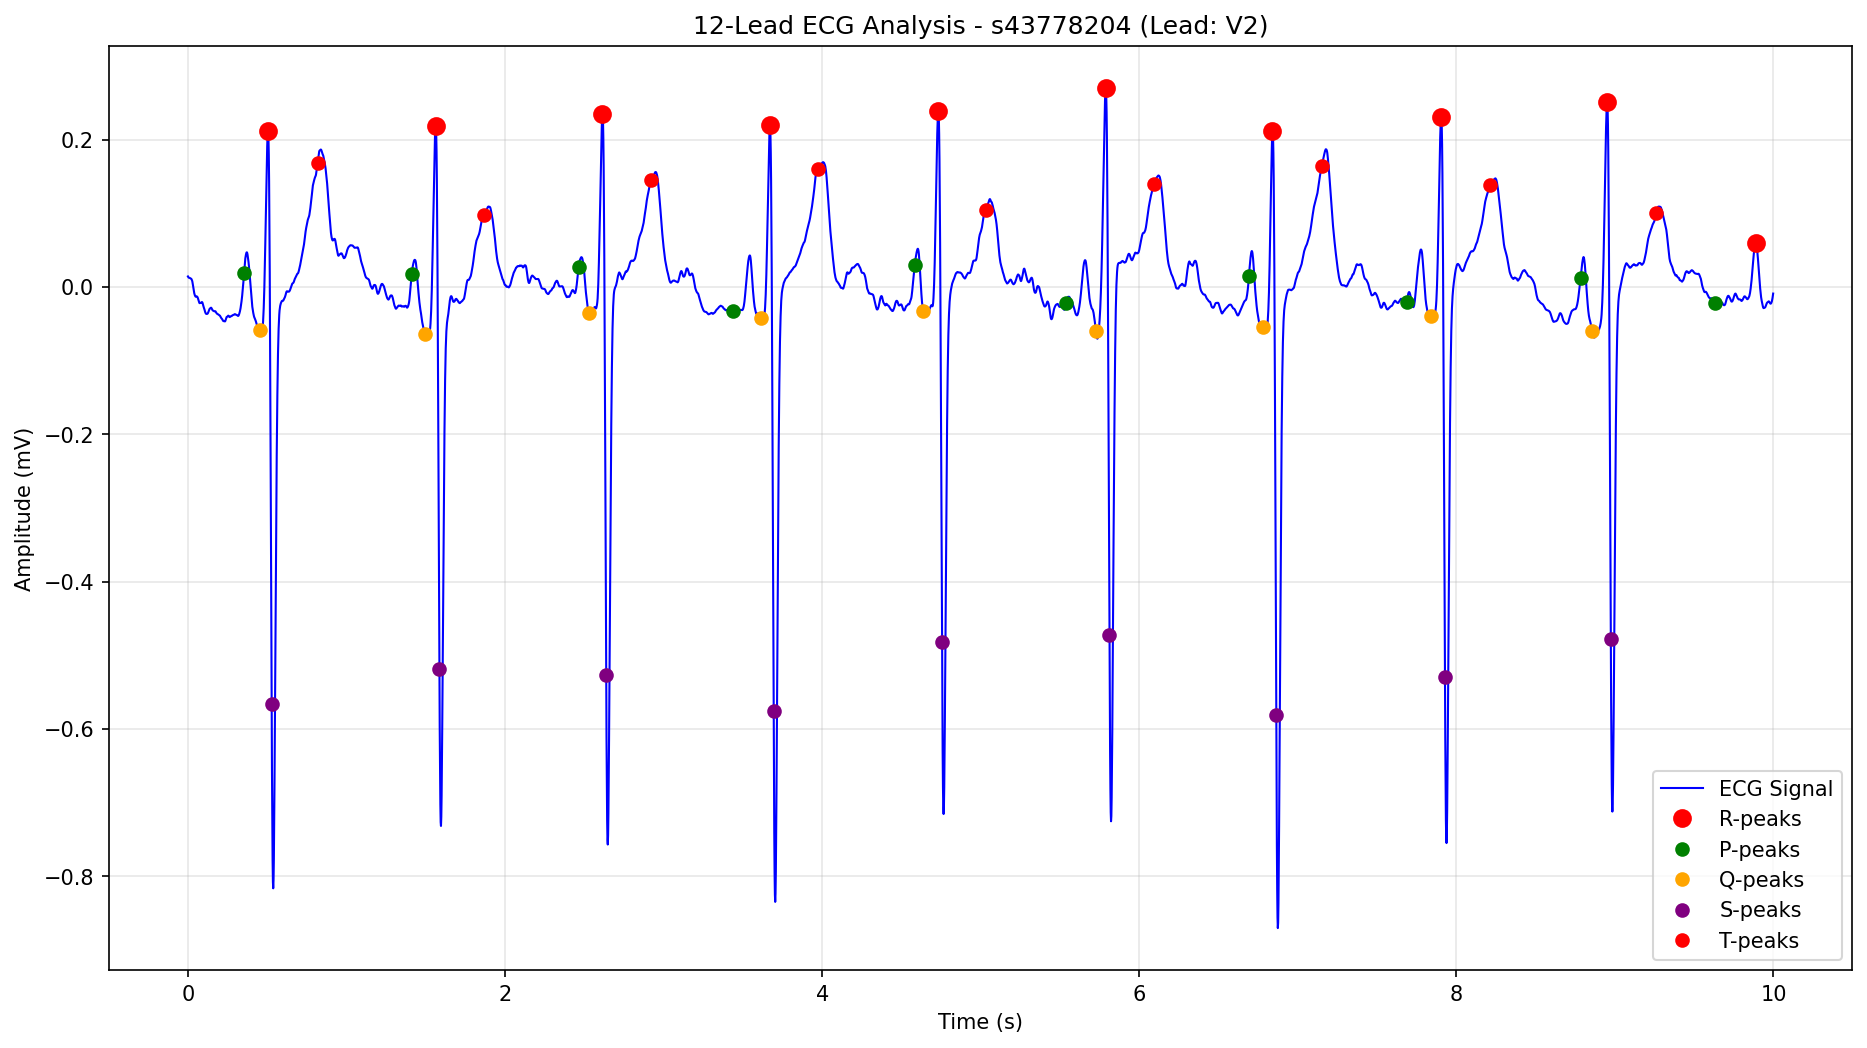 12-Lead ECG Analysis - s43778204 (Lead: V2)
Amplitude (mV)
0.2
0.0
−0.2
−0.4
−0.6
−0.8
0 2 4 6 8 10
Time (s)
ECG Signal
R-peaks
P-peaks
Q-peaks
S-peaks
T-peaks